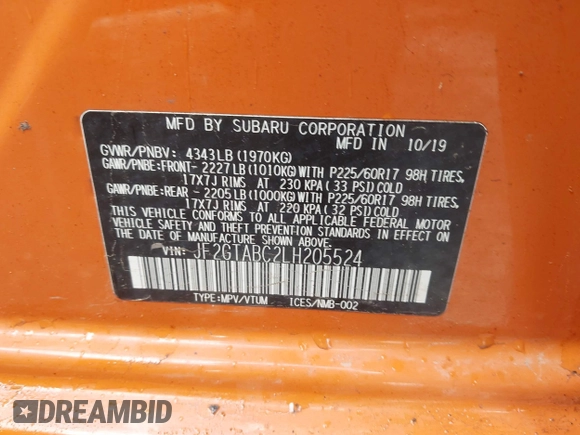 MFD BY SUBARU CORPORATION MFD IN 10/19
GVWR/PNBV: 4343LB(1970KG)
GAWR/PNBE:FRONT- 2227LB(1010KG)WITH P225/60R17 98H TIRES,
17X7J RIMS AT 230 KPA(33 PSI)COLD
GAWR/PNBE:REAR - 2205LB(1000KG)WITH P225/60R17 98H TIRES,
17X7J RIMS AT 220 KPA(32 PSI)COLD
THIS VEHICLE CONFORMS TO ALL APPLICABLE FEDERAL MOTOR
VEHICLE SAFETY AND THEFT PREVENTION STANDARDS IN EFFECT
ON THE DATE OF MANUFACTURE SHOWN ABOVE.
VIN: JF2GTABC2LH205524
TYPE:MPV/VTUM ICES/NMB-002
DREAMBID